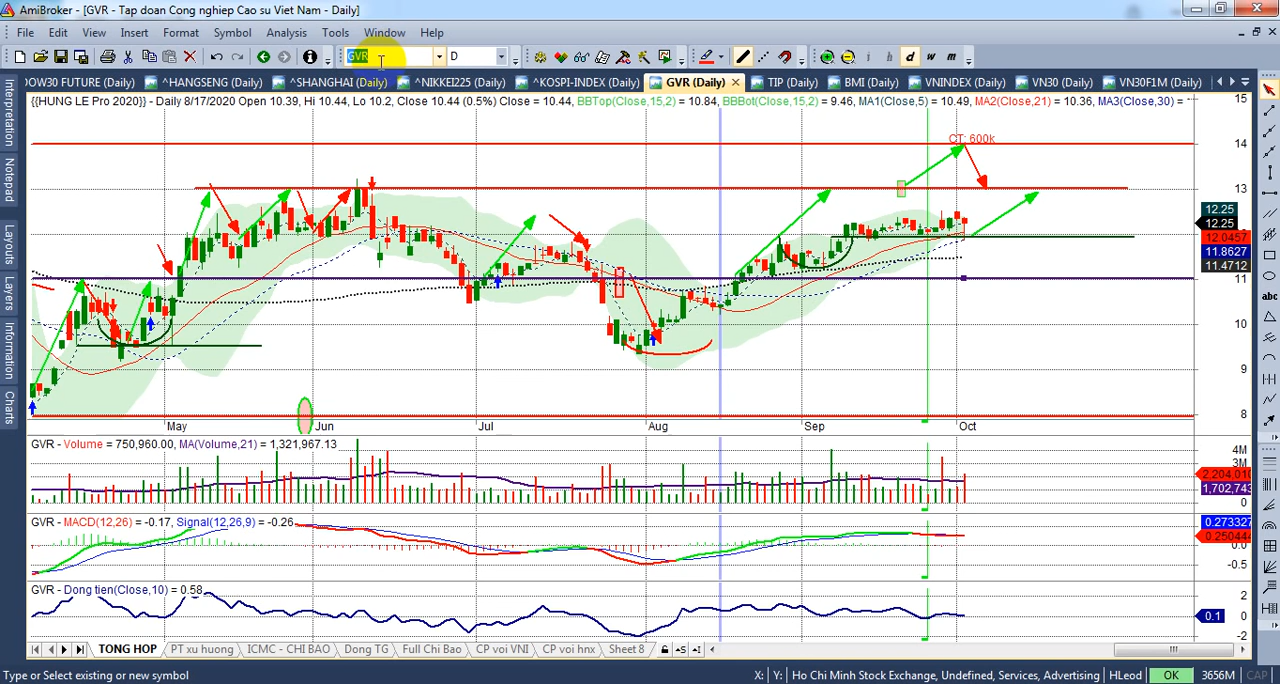 AmiBroker - [GVR - Tap doan Cong nghiep Cao su Viet Nam - Daily]
File Edit View Insert Format Symbol Analysis Tools Window Help
GVR D i h d w m
OW30 FUTURE (Daily) ^HANGSENG (Daily) ^SHANGHAI (Daily) ^NIKKEI225 (Daily) ^KOSPI-INDEX (Daily) GVR (Daily) TIP (Daily) BMI (Daily) VNINDEX (Daily) VN30 (Daily) VN30F1M (Daily)
Interpretation
Notepad
Layouts
Layers
Information
Charts
{{HUNG LE Pro 2020}} - Daily 8/17/2020 Open 10.39, Hi 10.44, Lo 10.2, Close 10.44 (0.5%) Close = 10.44, BBTop(Close,15,2) = 10.84, BBBot(Close,15,2) = 9.46, MA1(Close,5) = 10.49, MA2(Close,21) = 10.36, MA3(Close,30) =
15
CT: 600k
14
13
12.25
12.25
12.0457
11.8627
11.4712
11
10
9
8
May Jun Jul Aug Sep Oct
GVR - Volume = 750,960.00, MA(Volume,21) = 1,321,967.13
4M
3M
2,204,010
1,702,743
0
GVR - MACD(12,26) = -0.17, Signal(12,26,9) = -0.26
0.273327
0.250444
0.0
-0.5
GVR - Dong tien(Close,10) = 0.58
2
0.1
0
-2
TONG HOP PT xu huong ICMC - CHI BAO Dong TG Full Chi Bao CP voi VNI CP voi hnx Sheet 8
abc
Type or Select existing or new symbol X: Y: Ho Chi Minh Stock Exchange, Undefined, Services, Advertising HLeod OK 3656M CAP